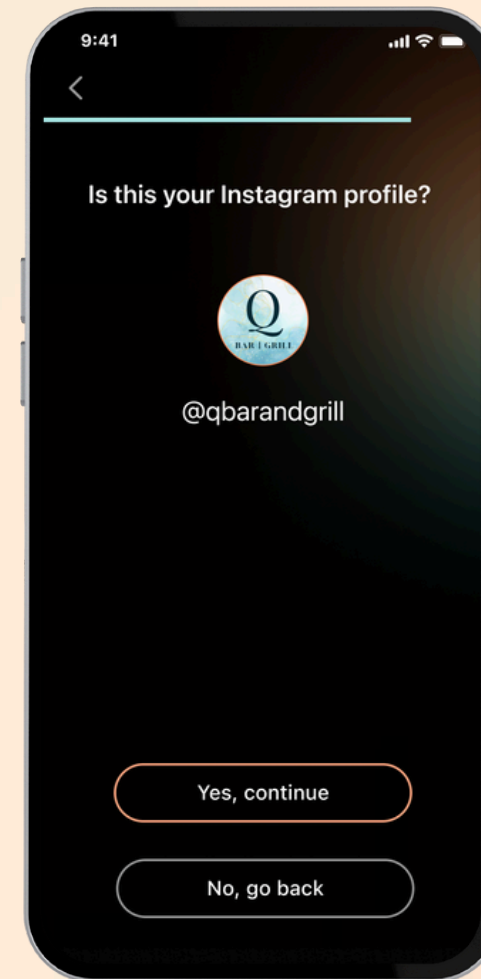 9:41
Is this your Instagram profile?
Q
BAR | GRILL
@qbarandgrill
Yes, continue
No, go back